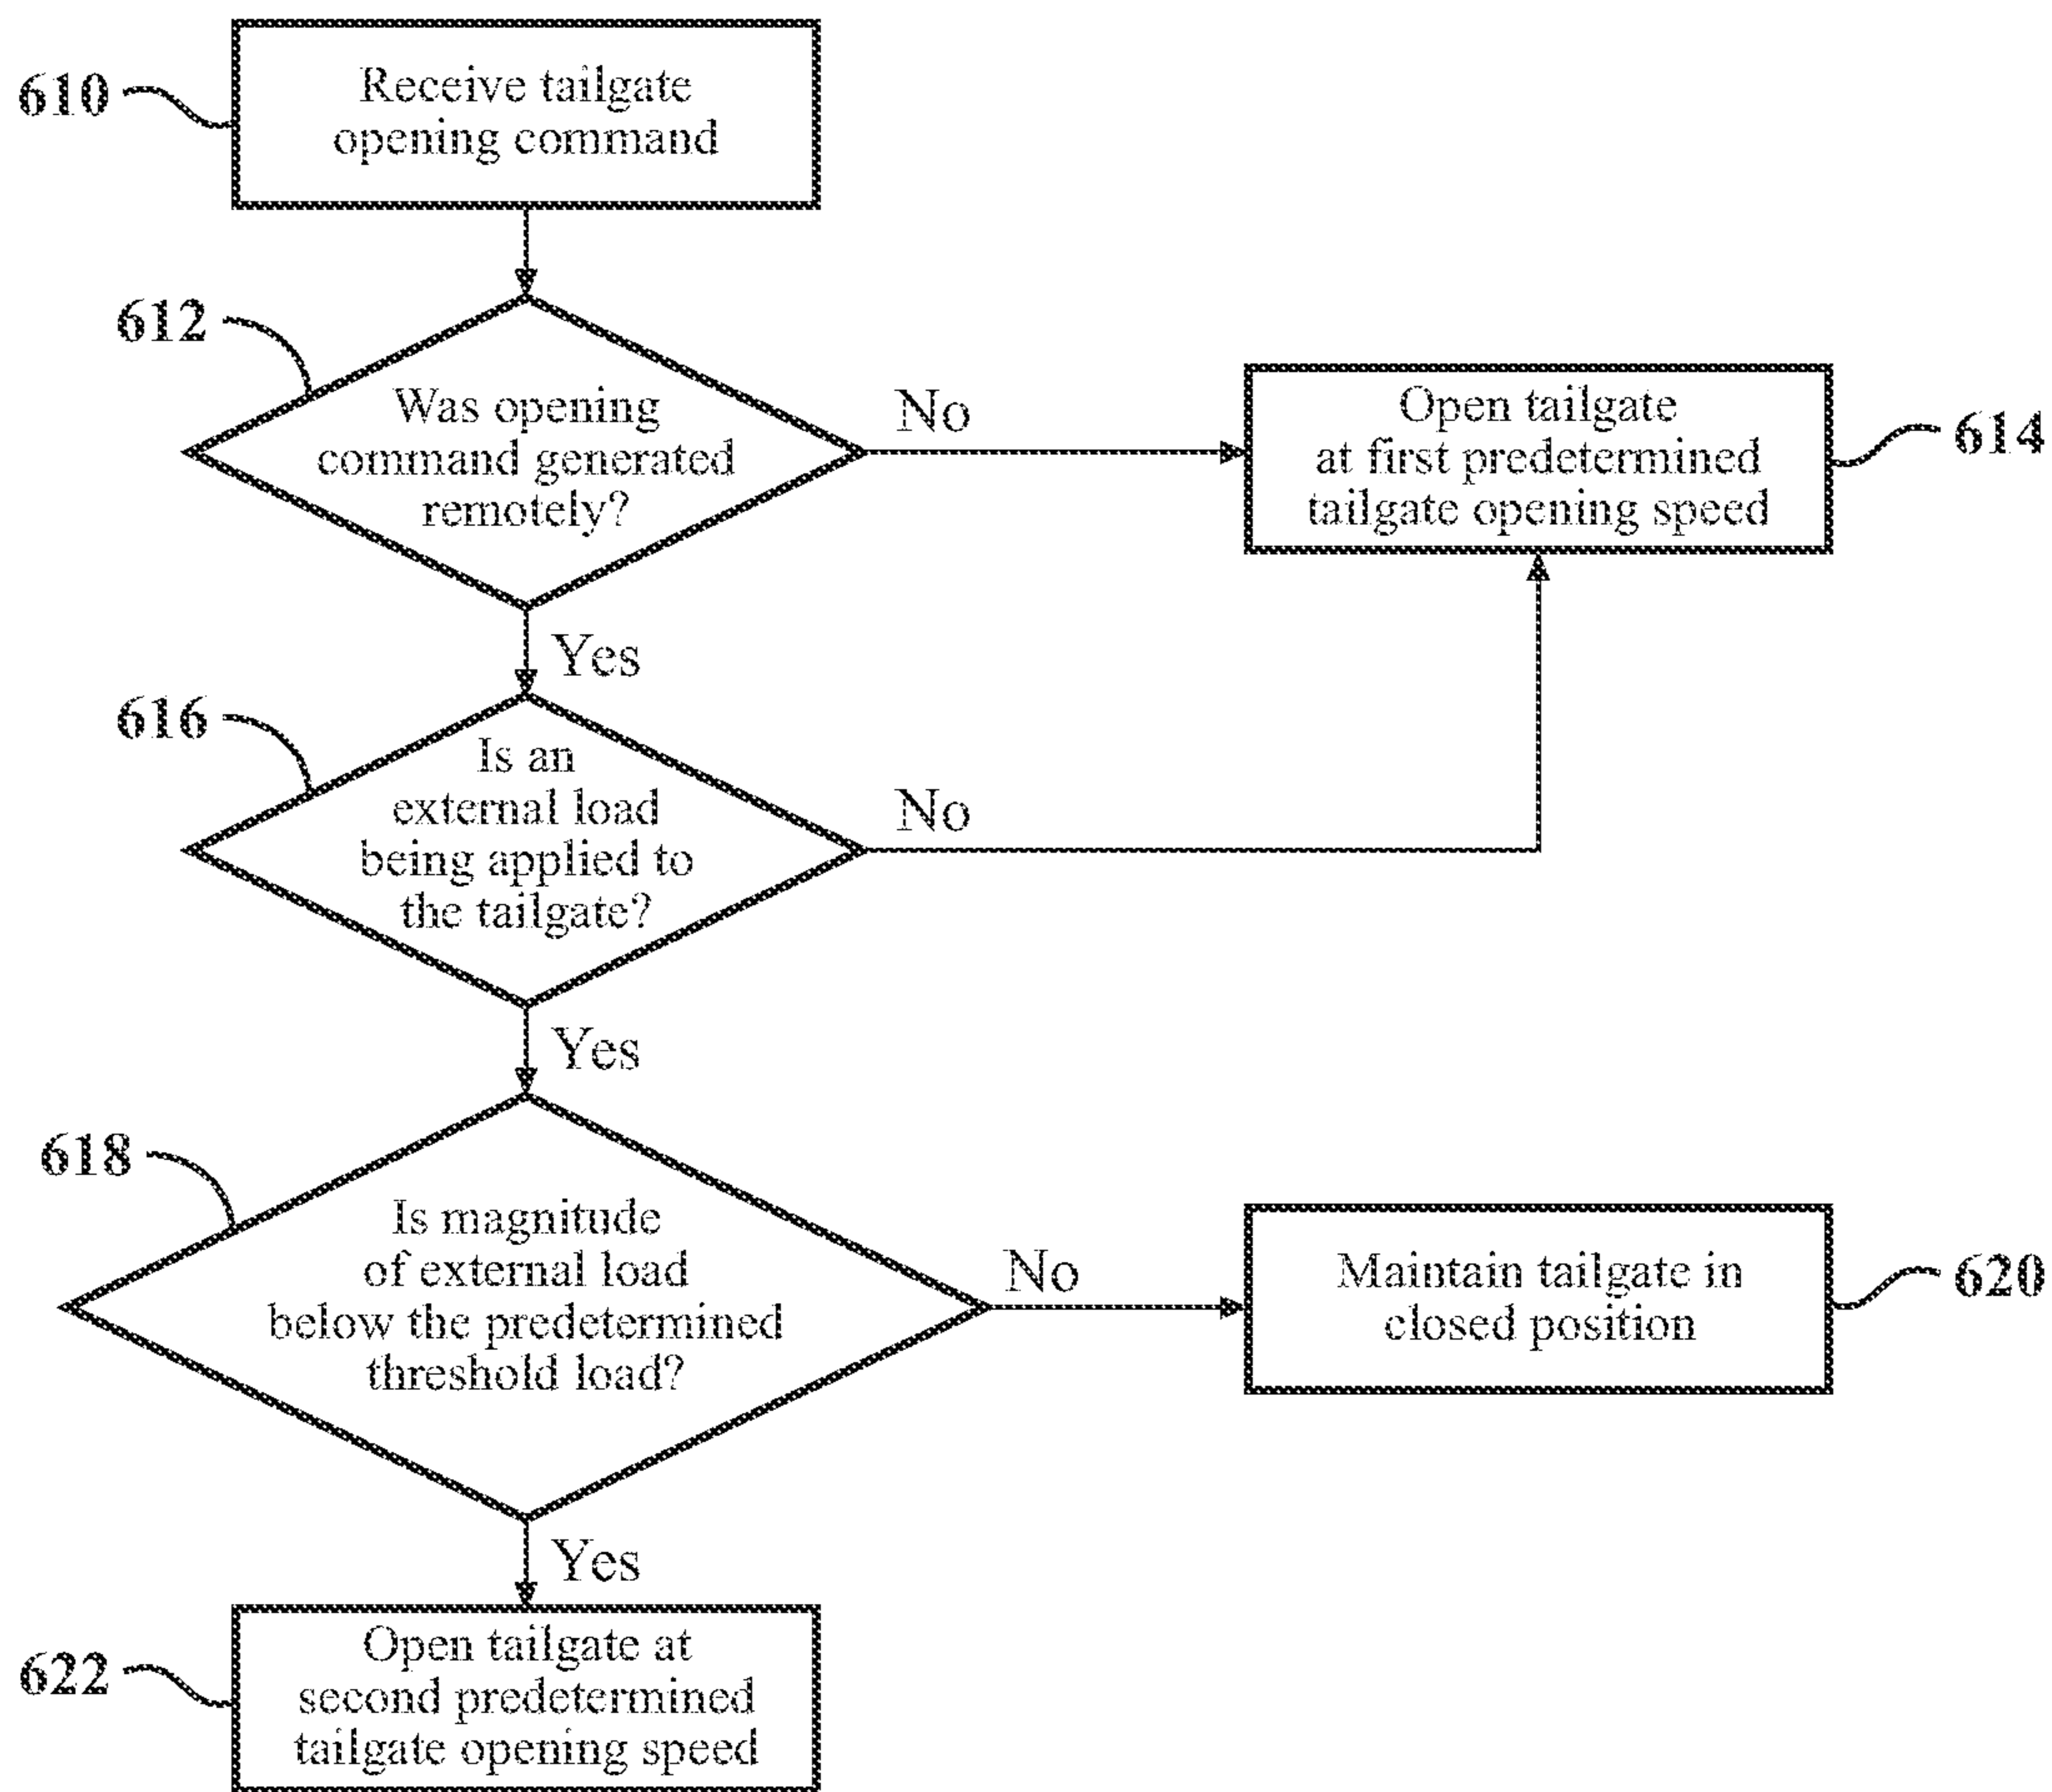 610
Receive tailgate
opening command
612
Was opening
command generated
remotely?
No
Open tailgate
at first predetermined
tailgate opening speed
614
Yes
616
Is an
external load
being applied to
the tailgate?
No
Yes
618
Is magnitude
of external load
below the predetermined
threshold load?
No
Maintain tailgate in
closed position
620
Yes
622
Open tailgate at
second predetermined
tailgate opening speed